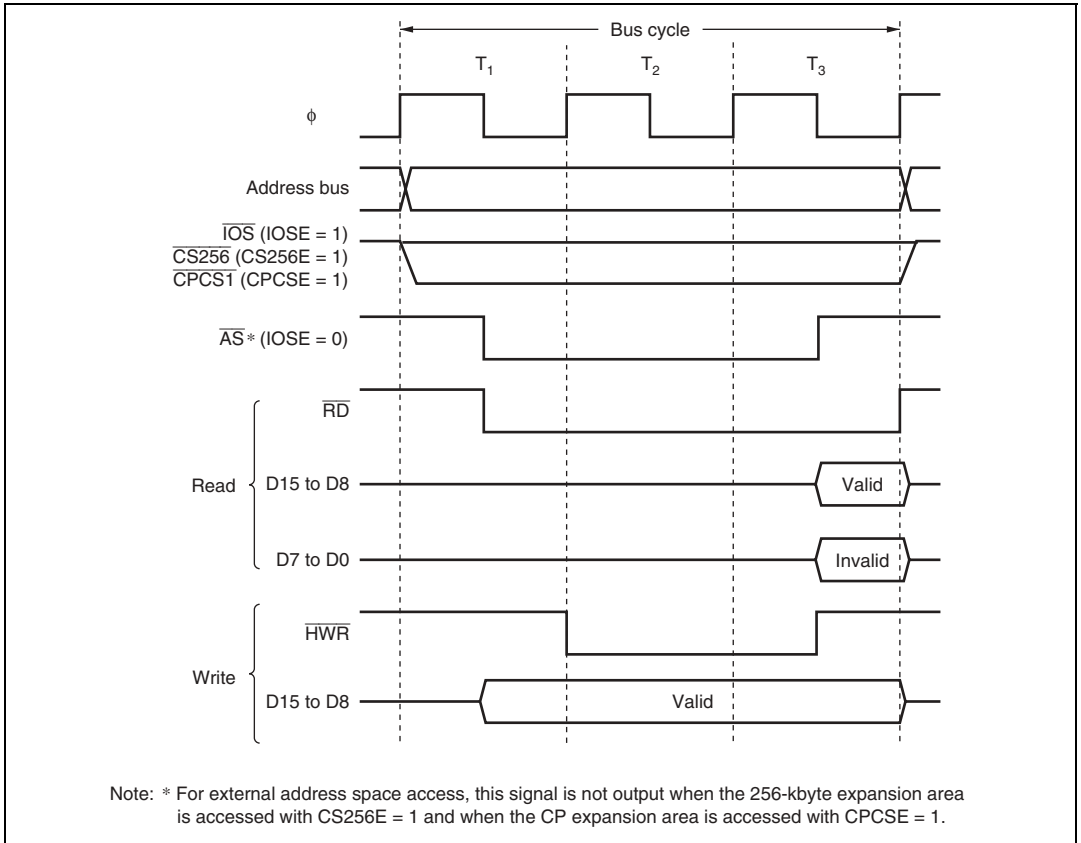 Bus cycle
T1 T2 T3
ϕ
Address bus
IOS (IOSE = 1)
CS256 (CS256E = 1)
CPCS1 (CPCSE = 1)
AS * (IOSE = 0)
RD
Read D15 to D8 Valid
D7 to D0 Invalid
HWR
Write D15 to D8 Valid
Note: * For external address space access, this signal is not output when the 256-kbyte expansion area
is accessed with CS256E = 1 and when the CP expansion area is accessed with CPCSE = 1.